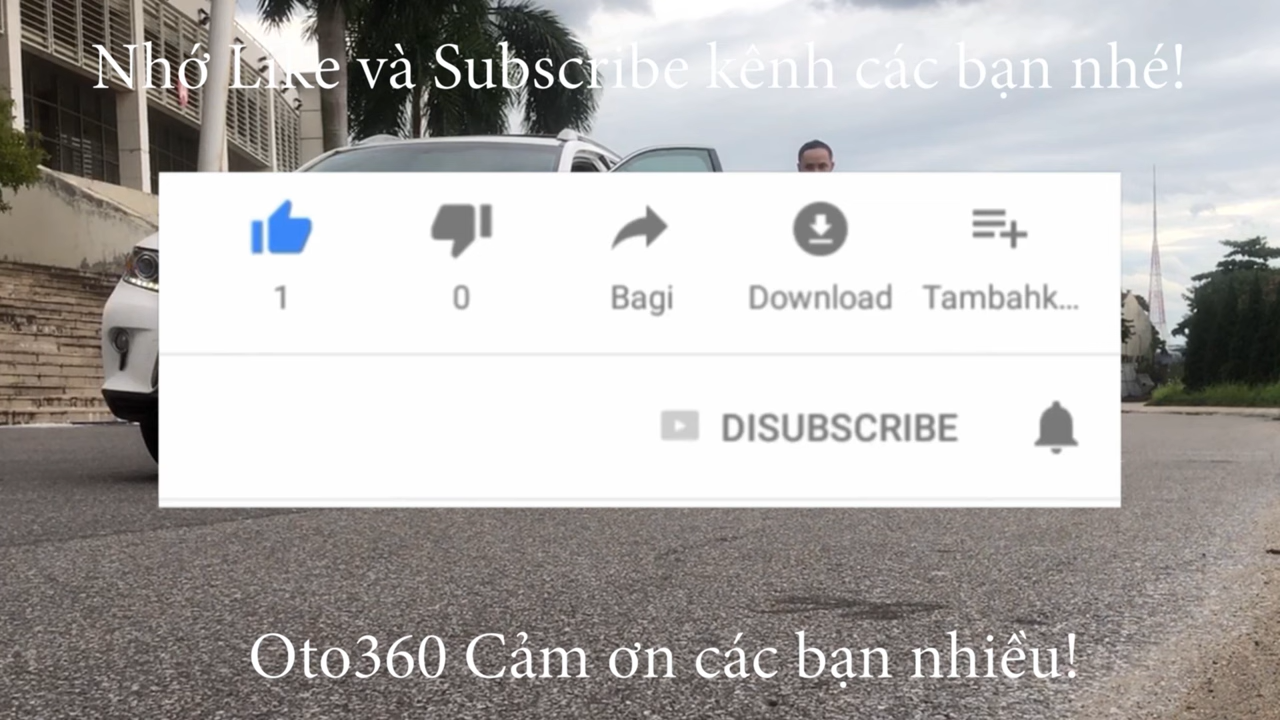 Nhớ Like và Subscribe kênh các bạn nhé!
1 0 Bagi Download Tambahk...
DISUBSCRIBE
Oto360 Cảm ơn các bạn nhiều!